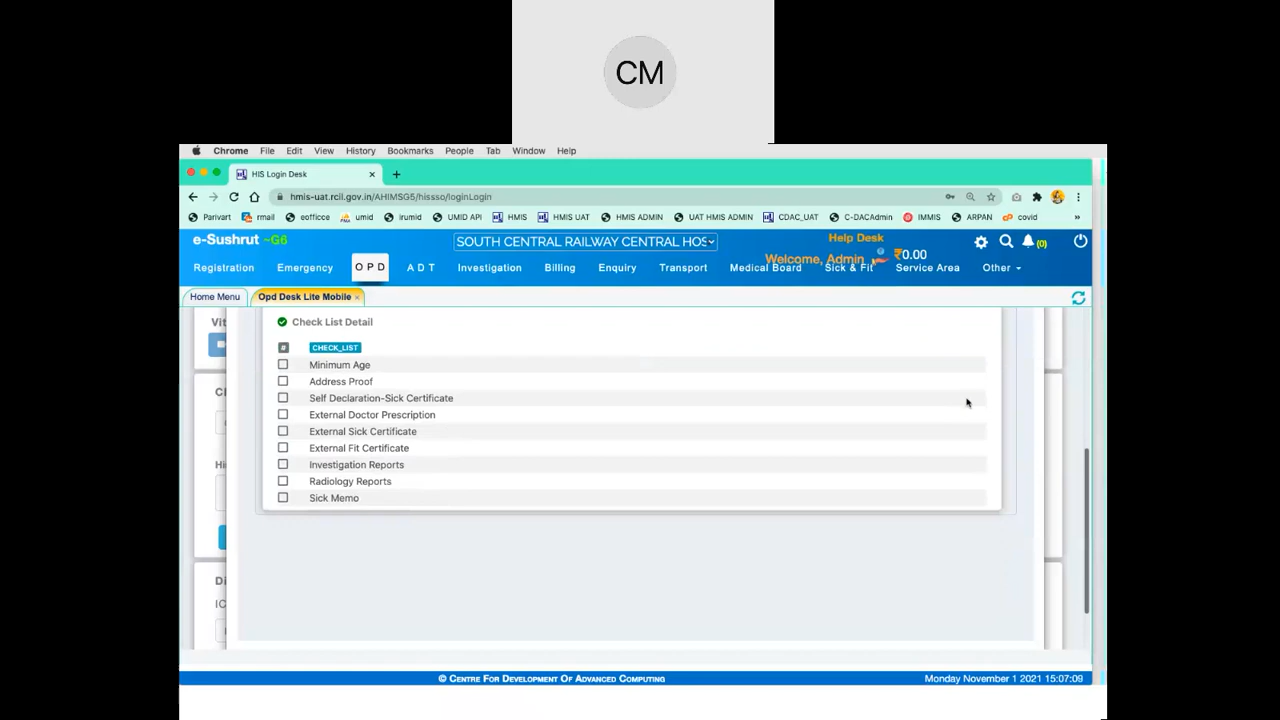 CM
Chrome File Edit View History Bookmarks People Tab Window Help
HIS Login Desk
hmis-uat.rcil.gov.in/AHIMSG5/hissso/loginLogin
Parivart rmail eofficce umid irumid UMID API HMIS HMIS UAT HMIS ADMIN UAT HMIS ADMIN CDAC_UAT C-DACAdmin IMMIS ARPAN covid
e-Sushrut ~G6 SOUTH CENTRAL RAILWAY CENTRAL HOS Help Desk (0)
Welcome, Admin ₹0.00
Registration Emergency OPD ADT Investigation Billing Enquiry Transport Medical Board Sick & Fit Service Area Other
Home Menu Opd Desk Lite Mobile
Vit
Check List Detail
# CHECK_LIST
Minimum Age
Address Proof
Self Declaration-Sick Certificate
External Doctor Prescription
External Sick Certificate
External Fit Certificate
Investigation Reports
Radiology Reports
Sick Memo
Di
IC
© CENTRE FOR DEVELOPMENT OF ADVANCED COMPUTING Monday November 1 2021 15:07:09